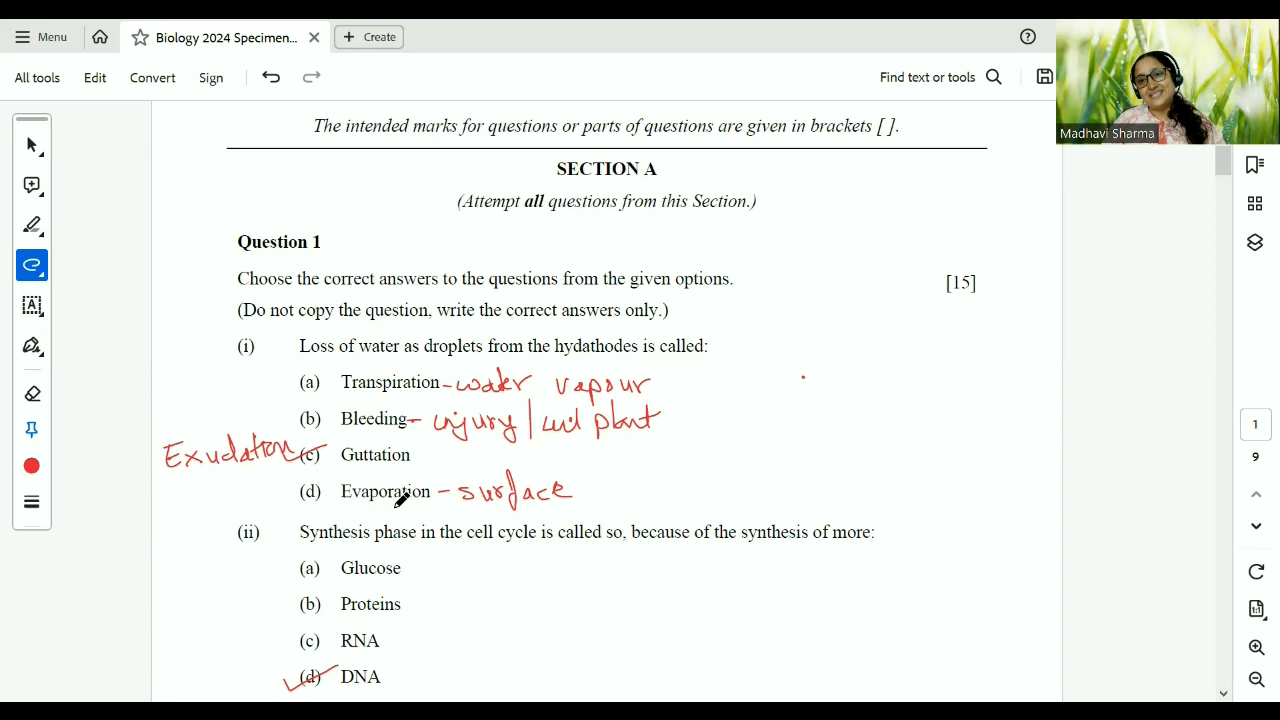 Menu
Biology 2024 Specimen...
Create
All tools Edit Convert Sign
Find text or tools
Madhavi Sharma
The intended marks for questions or parts of questions are given in brackets [ ].
SECTION A
(Attempt all questions from this Section.)
Question 1
Choose the correct answers to the questions from the given options. [15]
(Do not copy the question, write the correct answers only.)
(i) Loss of water as droplets from the hydathodes is called:
(a) Transpiration - water vapour
(b) Bleeding - injury | cut plant
Exudation (c) Guttation
(d) Evaporation - surface
(ii) Synthesis phase in the cell cycle is called so, because of the synthesis of more:
(a) Glucose
(b) Proteins
(c) RNA
(d) DNA
1
9
1:1